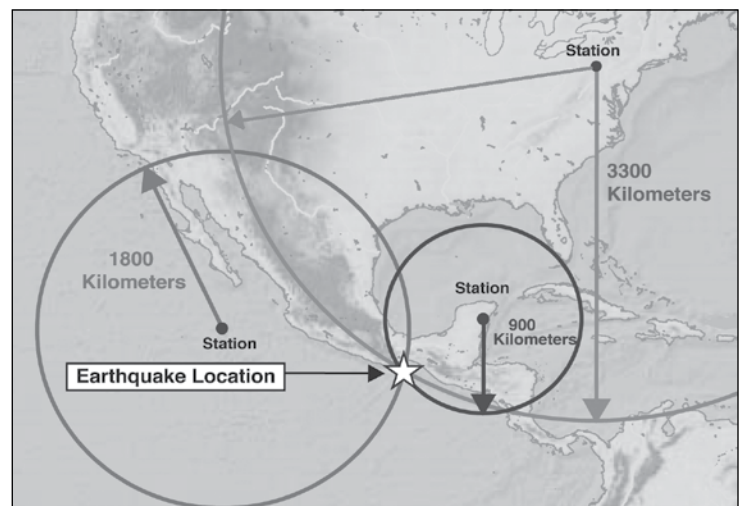 Station
3300
Kilometers
1800
Kilometers
Station
900
Kilometers
Station
Earthquake Location